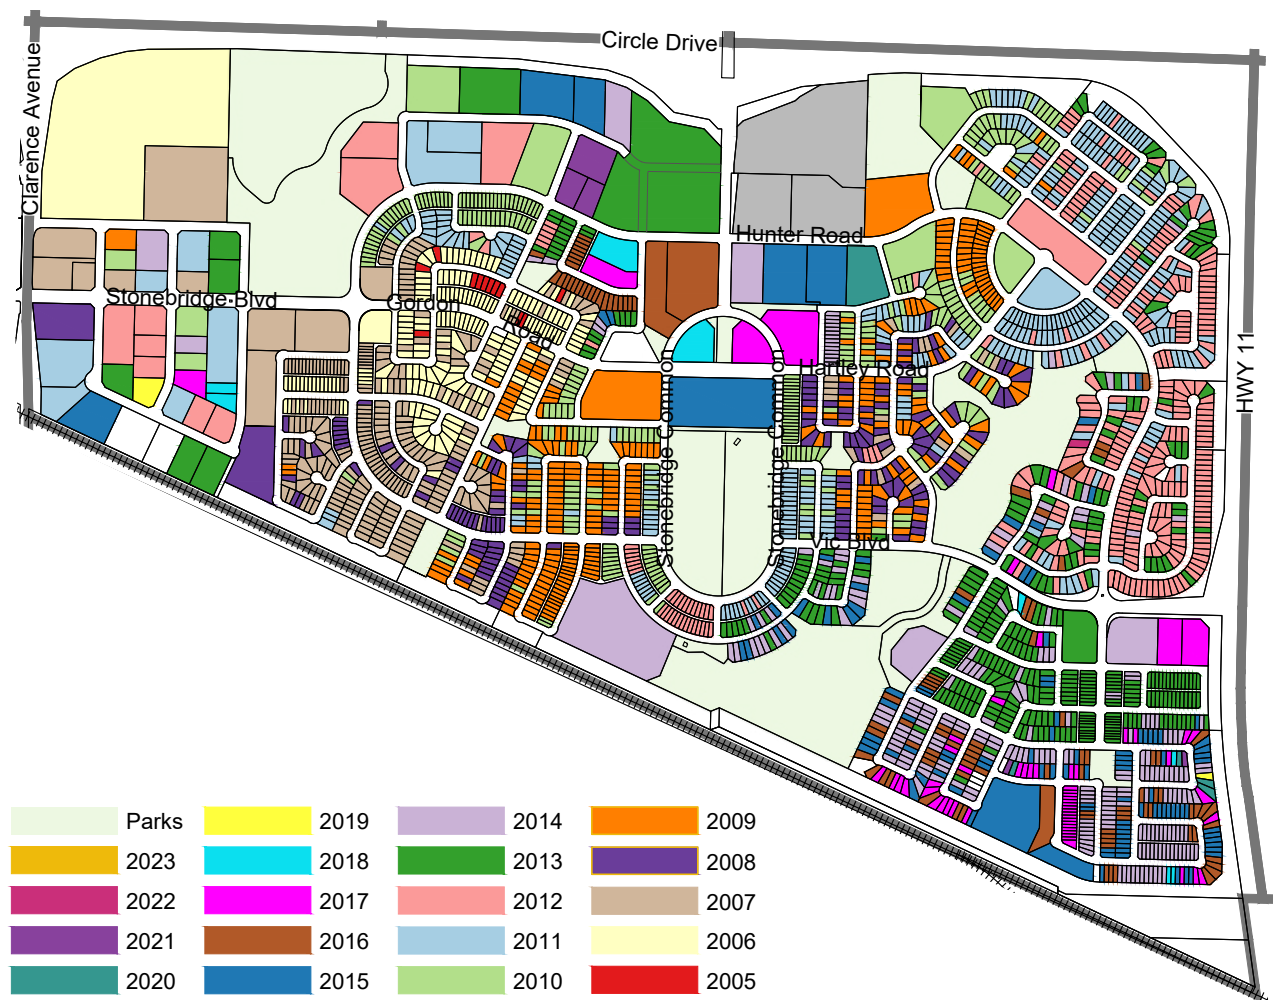 Circle Drive
Clarence Avenue
Hunter Road
Stonebridge Blvd
Gordon
Road
Hartley Road
HWY 11
Stonebridge Common
Stonebridge Common
Vic Blvd
Parks
2019
2014
2009
2023
2018
2013
2008
2022
2017
2012
2007
2021
2016
2011
2006
2020
2015
2010
2005